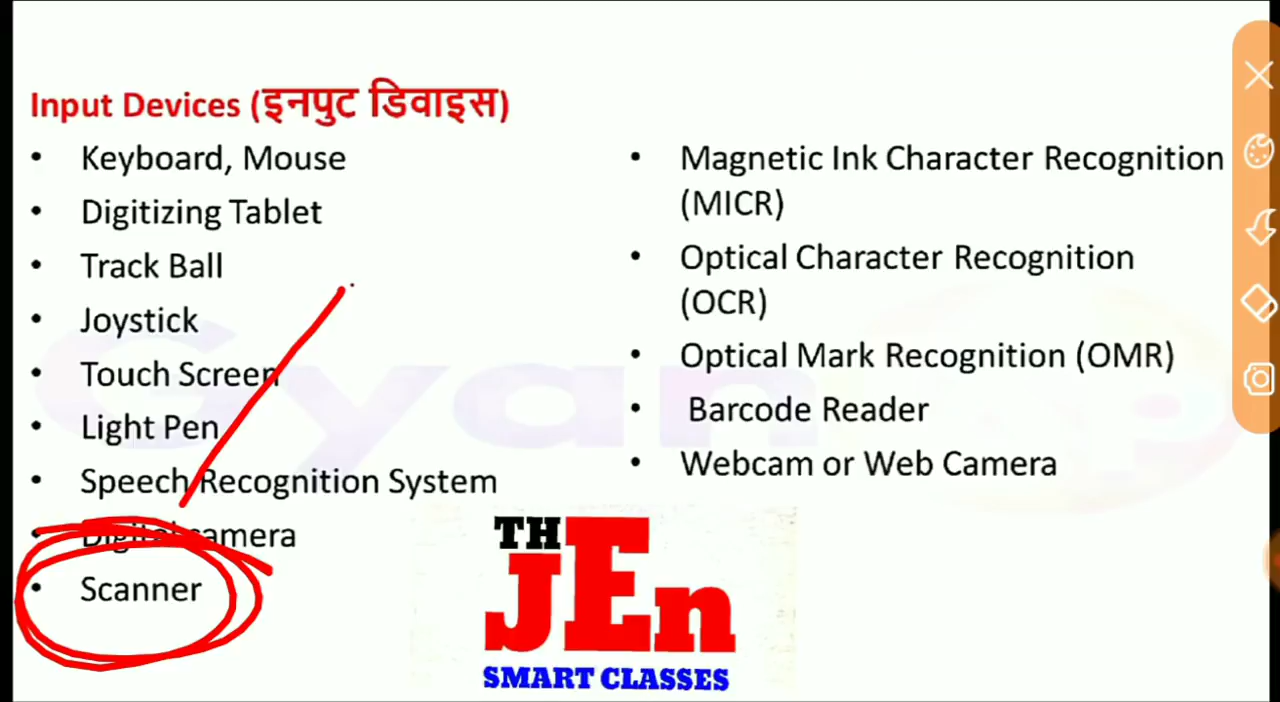 Input Devices (इनपुट डिवाइस)
• Keyboard, Mouse
• Digitizing Tablet
• Track Ball
• Joystick
• Touch Screen
• Light Pen
• Speech Recognition System
• Digital camera
• Scanner
• Magnetic Ink Character Recognition
(MICR)
• Optical Character Recognition
(OCR)
• Optical Mark Recognition (OMR)
• Barcode Reader
• Webcam or Web Camera
Gyan
TH
JEn
SMART CLASSES